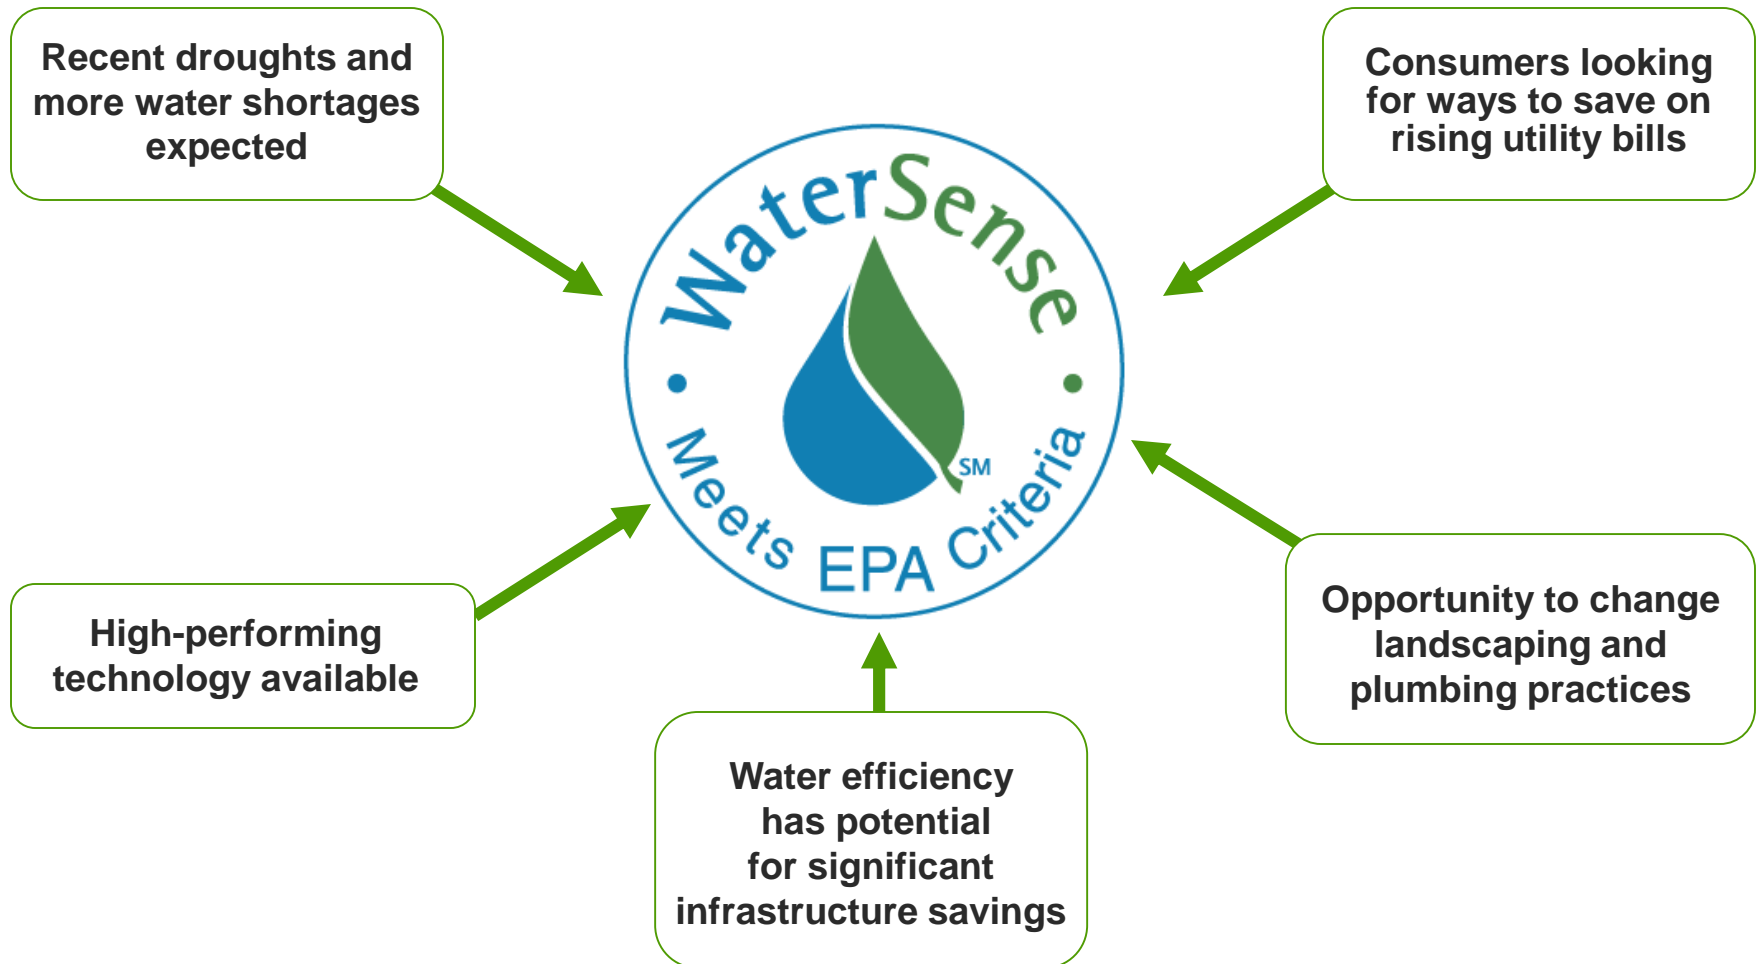 Recent droughts and
more water shortages
expected
Consumers looking
for ways to save on
rising utility bills
WaterSense
SM
Meets EPA Criteria
High-performing
technology available
Opportunity to change
landscaping and
plumbing practices
Water efficiency
has potential
for significant
infrastructure savings